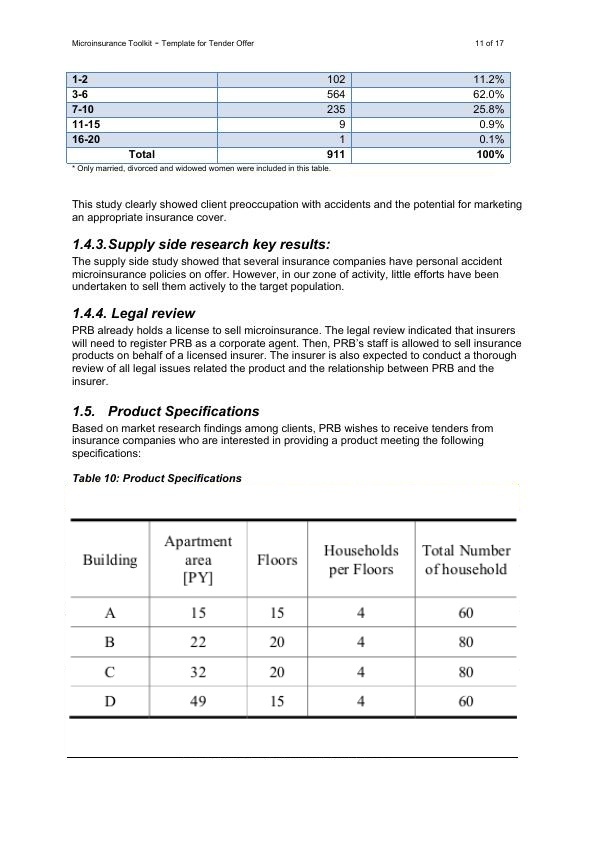 Microinsurance Toolkit – Template for Tender Offer 11 of 17
1-2 102 11.2%
3-6 564 62.0%
7-10 235 25.8%
11-15 9 0.9%
16-20 1 0.1%
Total 911 100%
* Only married, divorced and widowed women were included in this table.
This study clearly showed client preoccupation with accidents and the potential for marketing
an appropriate insurance cover.
1.4.3. Supply side research key results:
The supply side study showed that several insurance companies have personal accident
microinsurance policies on offer. However, in our zone of activity, little efforts have been
undertaken to sell them actively to the target population.
1.4.4. Legal review
PRB already holds a license to sell microinsurance. The legal review indicated that insurers
will need to register PRB as a corporate agent. Then, PRB's staff is allowed to sell insurance
products on behalf of a licensed insurer. The insurer is also expected to conduct a thorough
review of all legal issues related the product and the relationship between PRB and the
insurer.
1.5. Product Specifications
Based on market research findings among clients, PRB wishes to receive tenders from
insurance companies who are interested in providing a product meeting the following
specifications:
Table 10: Product Specifications
Building Apartment area [PY] Floors Households per Floors Total Number of household
A 15 15 4 60
B 22 20 4 80
C 32 20 4 80
D 49 15 4 60